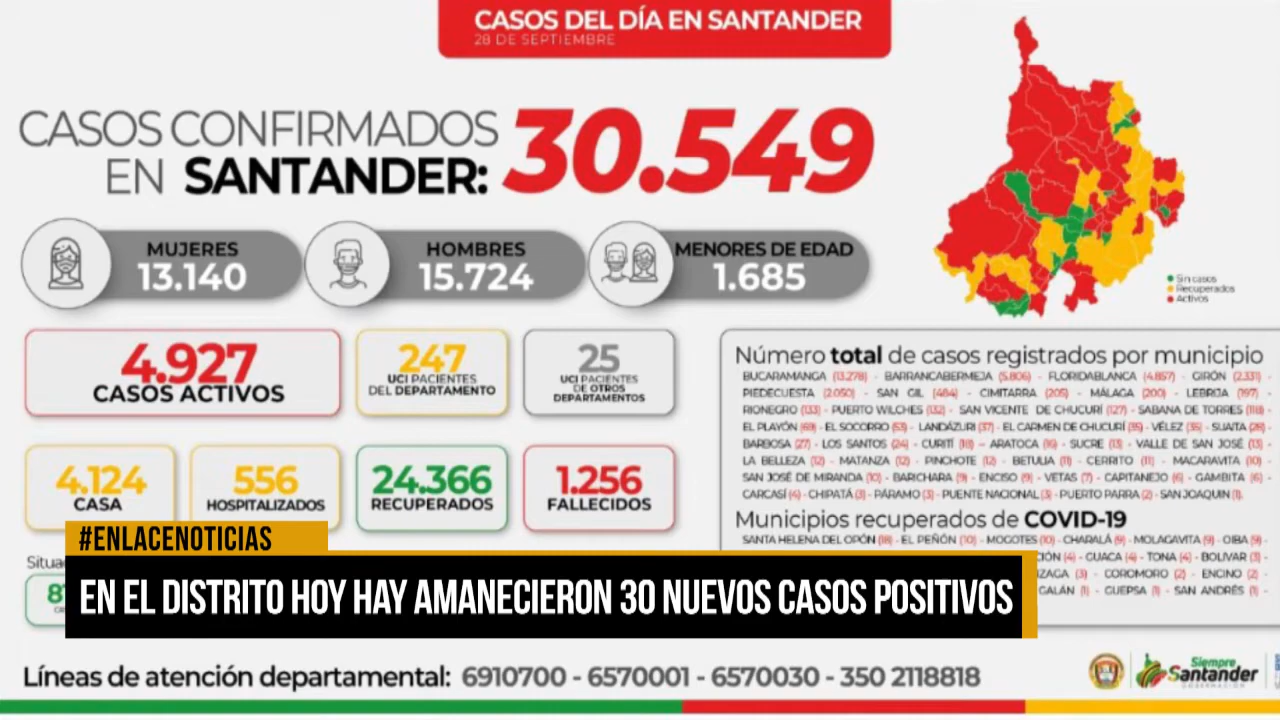 CASOS DEL DÍA EN SANTANDER
28 DE SEPTIEMBRE
CASOS CONFIRMADOS
EN SANTANDER: 30.549
MUJERES
13.140
HOMBRES
15.724
MENORES DE EDAD
1.685
Sin casos
Recuperados
Activos
4.927
CASOS ACTIVOS
247
UCI PACIENTES
DEL DEPARTAMENTO
25
UCI PACIENTES
DE OTROS
DEPARTAMENTOS
4.124
CASA
556
HOSPITALIZADOS
24.366
RECUPERADOS
1.256
FALLECIDOS
Número total de casos registrados por municipio
BUCARAMANGA (13.278) - BARRANCABERMEJA (5.806) - FLORIDABLANCA (4.857) - GIRÓN (2.331) -
PIEDECUESTA (2.050) - SAN GIL (484) - CIMITARRA (205) - MÁLAGA (200) - LEBRIJA (197) -
RIONEGRO (133) - PUERTO WILCHES (132) - SAN VICENTE DE CHUCURÍ (127) - SABANA DE TORRES (118) -
EL PLAYÓN (69) - EL SOCORRO (53) - LANDÁZURI (37) - EL CARMEN DE CHUCURÍ (35) - VÉLEZ (35) - SUAITA (28) -
BARBOSA (27) - LOS SANTOS (24) - CURITÍ (18) - ARATOCA (16) - SUCRE (13) - VALLE DE SAN JOSÉ (13) -
LA BELLEZA (12) - MATANZA (12) - PINCHOTE (12) - BETULIA (11) - CERRITO (11) - MACARAVITA (10) -
SAN JOSÉ DE MIRANDA (10) - BARICHARA (9) - ENCISO (9) - VETAS (7) - CAPITANEJO (6) - GAMBITA (6) -
CARCASÍ (4) - CHIPATÁ (3) - PÁRAMO (3) - PUENTE NACIONAL (3) - PUERTO PARRA (2) - SAN JOAQUIN (1).
Municipios recuperados de COVID-19
SANTA HELENA DEL OPÓN (18) - EL PEÑÓN (10) - MOGOTES (10) - CHARALÁ (9) - MOLAGAVITA (9) - OIBA (9) -
CIÓN (4) - GUACA (4) - TONA (4) - BOLIVAR (3) -
ZAGA (3) - COROMORO (2) - ENCINO (2) -
GALÁN (1) - GUEPSA (1) - SAN ANDRÉS (1) -
Situa
#ENLACENOTICIAS
EN EL DISTRITO HOY HAY AMANECIERON 30 NUEVOS CASOS POSITIVOS
Líneas de atención departamental: 6910700 - 6570001 - 6570030 - 350 2118818
Siempre
Santander